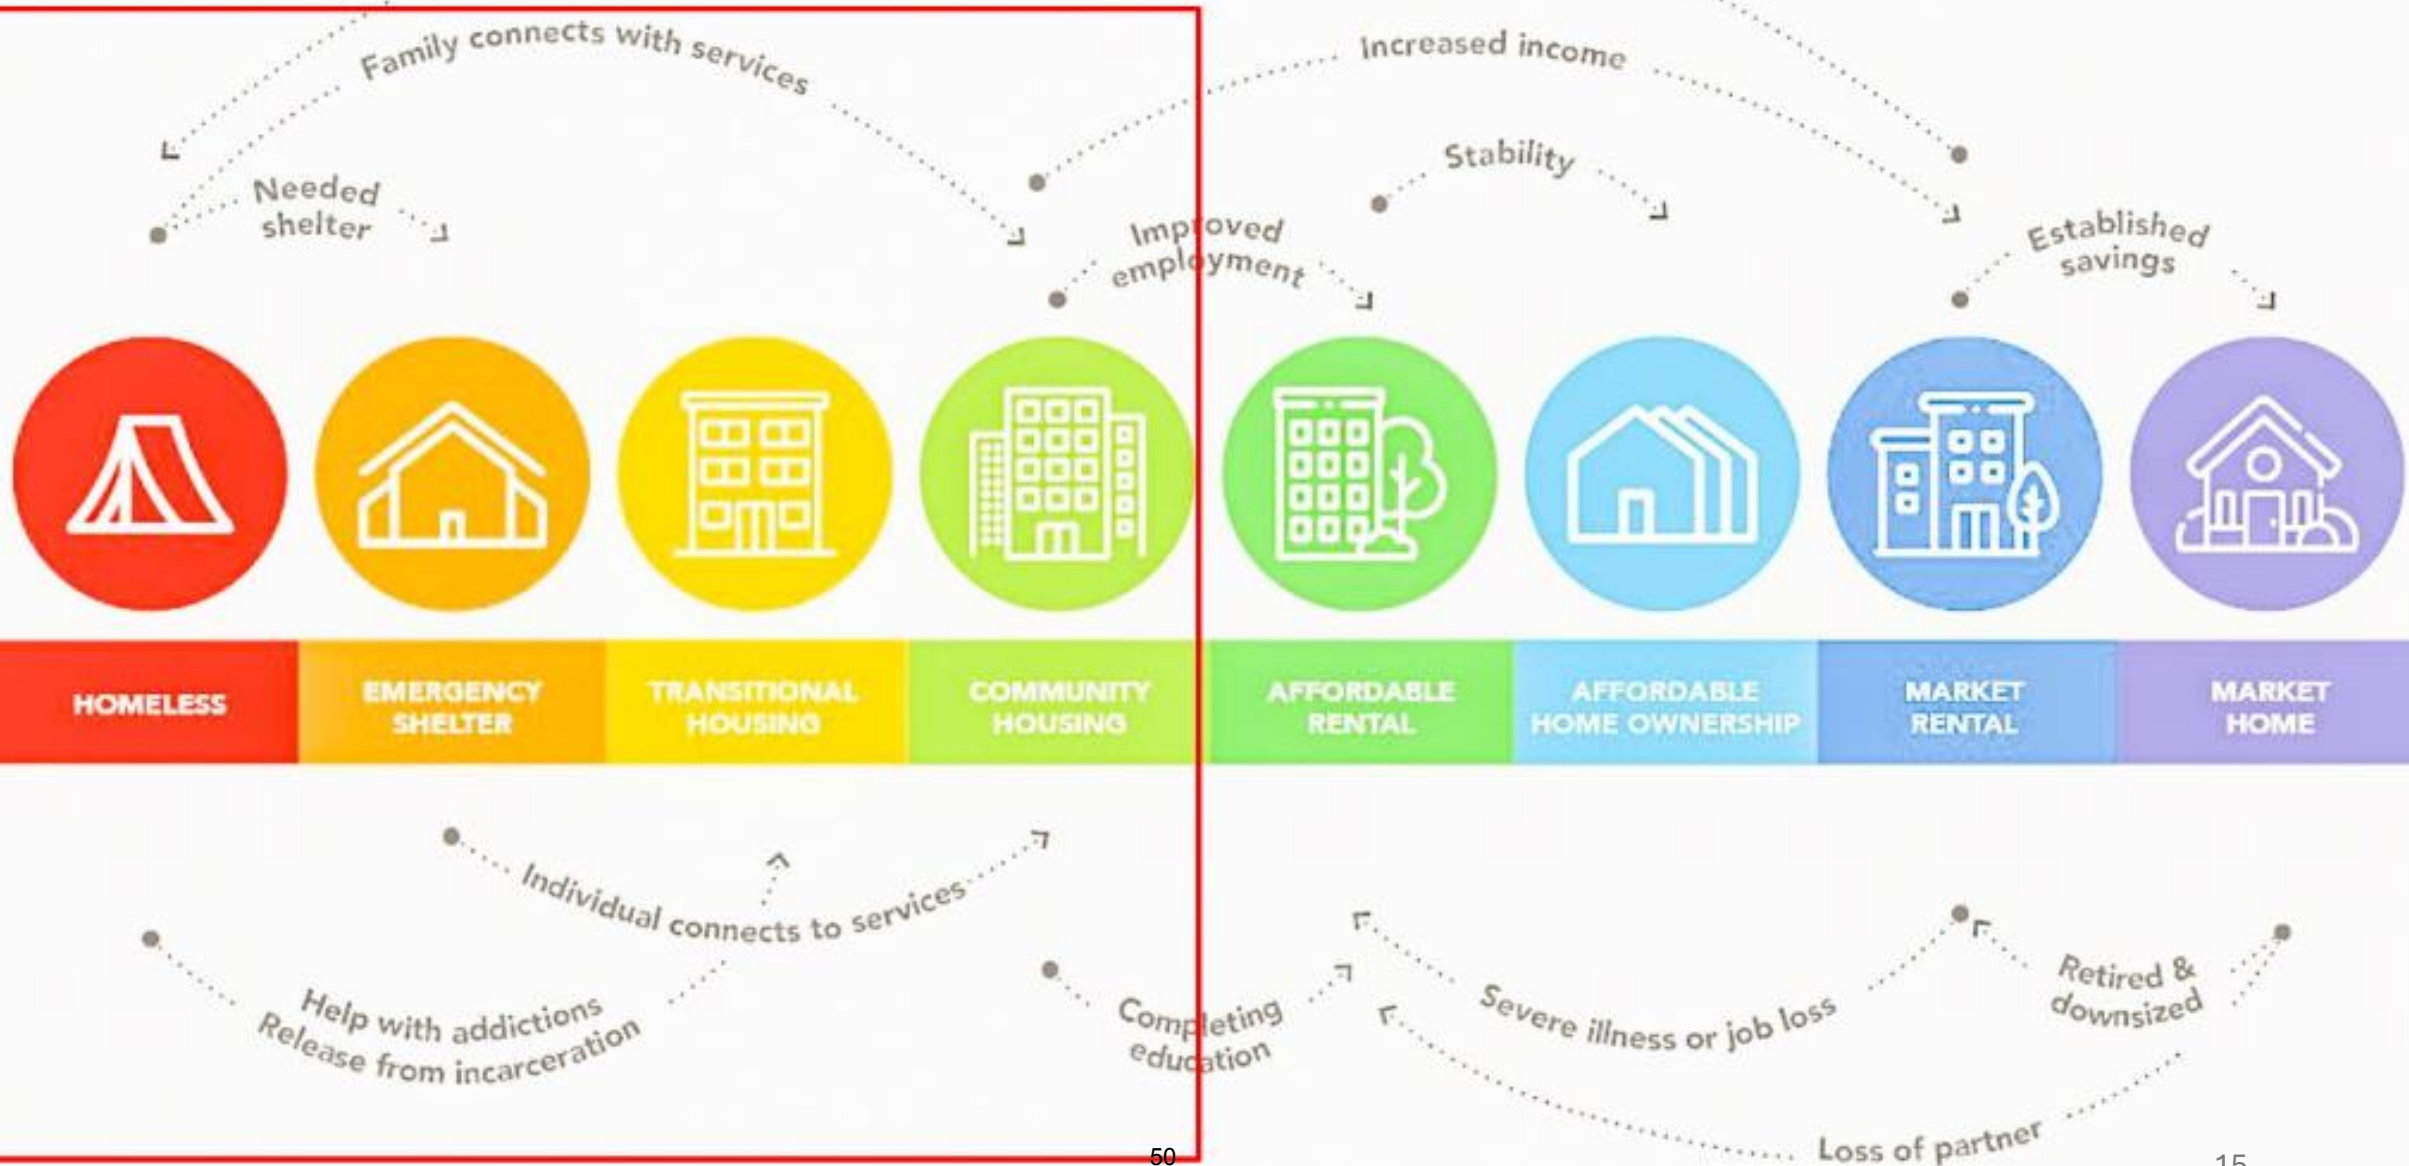 Family connects with services
Increased income
Stability
Needed
shelter
Improved
employment
Established
savings
HOMELESS
EMERGENCY
SHELTER
TRANSITIONAL
HOUSING
COMMUNITY
HOUSING
AFFORDABLE
RENTAL
AFFORDABLE
HOME OWNERSHIP
MARKET
RENTAL
MARKET
HOME
Individual connects to services
Help with addictions
Release from incarceration
Completing
education
Severe illness or job loss
Retired &
downsized
Loss of partner
50
15